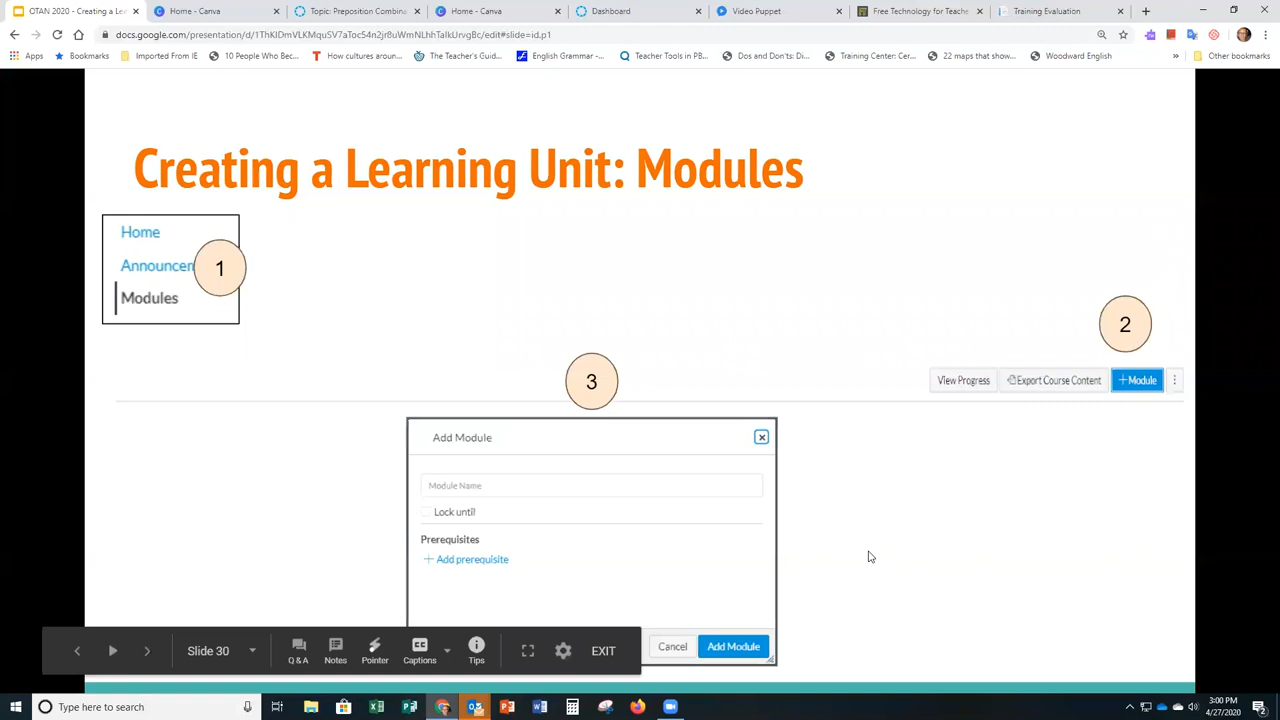 OTAN 2020 - Creating a Lea
Home - Canva
Topic: Preposition Combina
Home - Canva
Dashboard
Video Puppet
Free Technology for Teache
Training Evaluation
docs.google.com/presentation/d/1ThKIDmVLKMquSV7aToc54n2jr8uWmNLhhTalkUrvgBc/edit#slide=id.p1
Apps
Bookmarks
Imported From IE
10 People Who Bec...
How cultures aroun...
The Teacher's Guid...
English Grammar -...
Teacher Tools in PB...
Dos and Don'ts: Di...
Training Center: Cer...
22 maps that show...
Woodward English
»
Other bookmarks
Creating a Learning Unit: Modules
Home
Announcem
1
Modules
2
View Progress
Export Course Content
+Module
3
Add Module
Module Name
Lock until
Prerequisites
+ Add prerequisite
Cancel
Add Module
Slide 30
Q & A
Notes
Pointer
Captions
Tips
EXIT
Type here to search
3:00 PM
4/27/2020
2